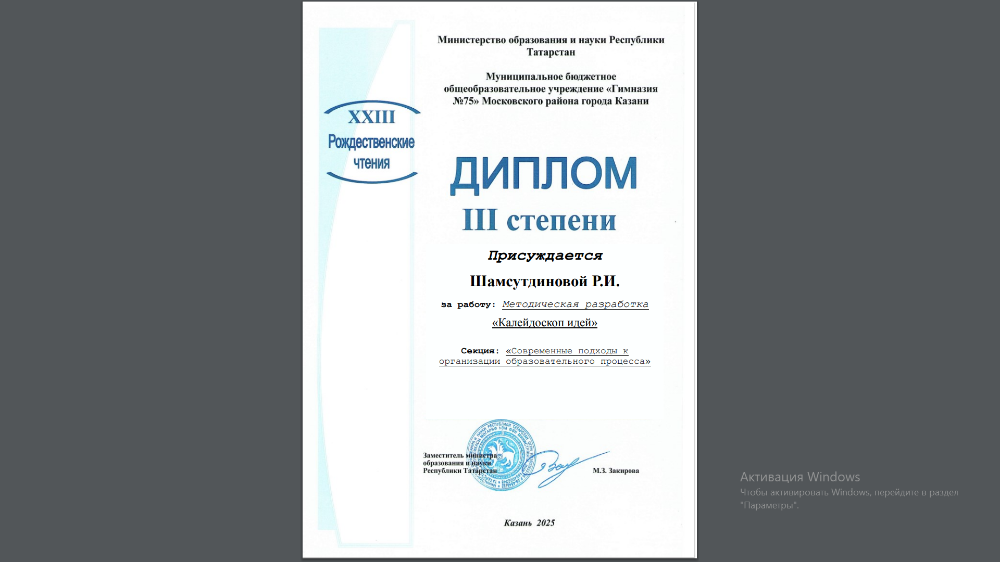 Министерство образования и науки Республики
Татарстан
Муниципальное бюджетное
общеобразовательное учреждение «Гимназия
№75» Московского района города Казани
XXIII
Рождественские
чтения
ДИПЛОМ
III степени
Присуждается
Шамсутдиновой Р.И.
за работу: Методическая разработка
«Калейдоскоп идей»
Секция: «Современные подходы к
организации образовательного процесса»
Заместитель министра
образования и науки
Республики Татарстан
М.З. Закирова
Казань 2025
Активация Windows
Чтобы активировать Windows, перейдите в раздел
"Параметры".